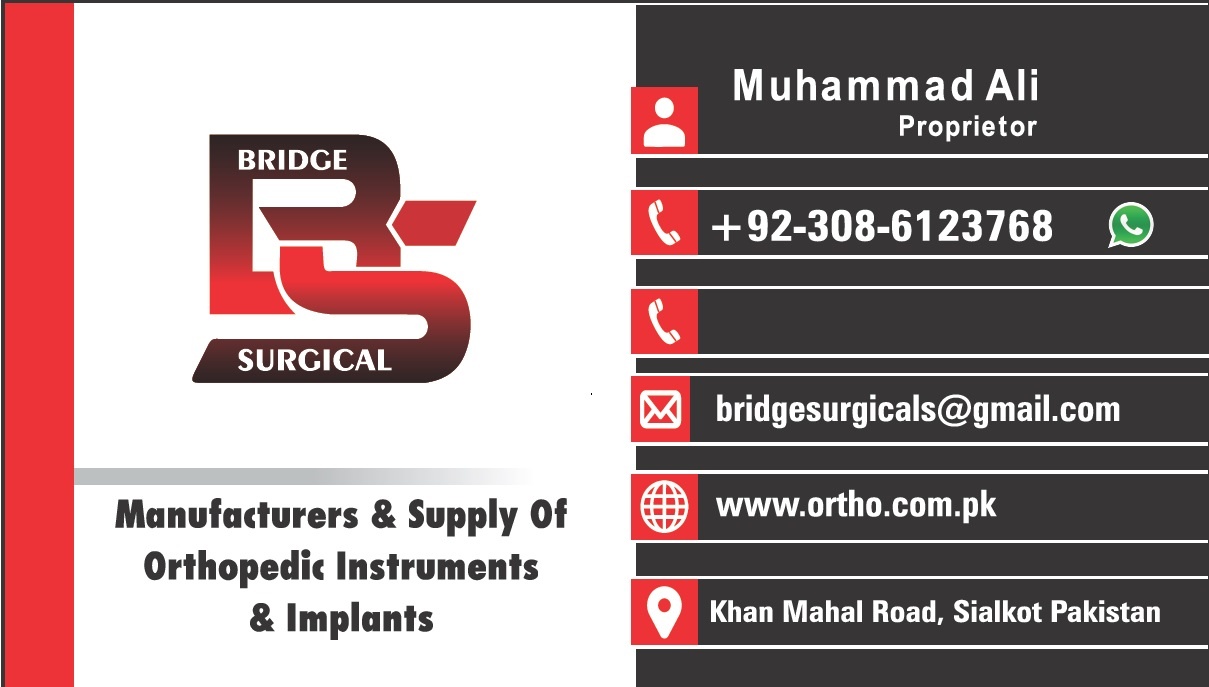 BRIDGE
SURGICAL
Manufacturers & Supply Of
Orthopedic Instruments
& Implants
Muhammad Ali
Proprietor
+92-308-6123768
bridgesurgicals@gmail.com
www.ortho.com.pk
Khan Mahal Road, Sialkot Pakistan